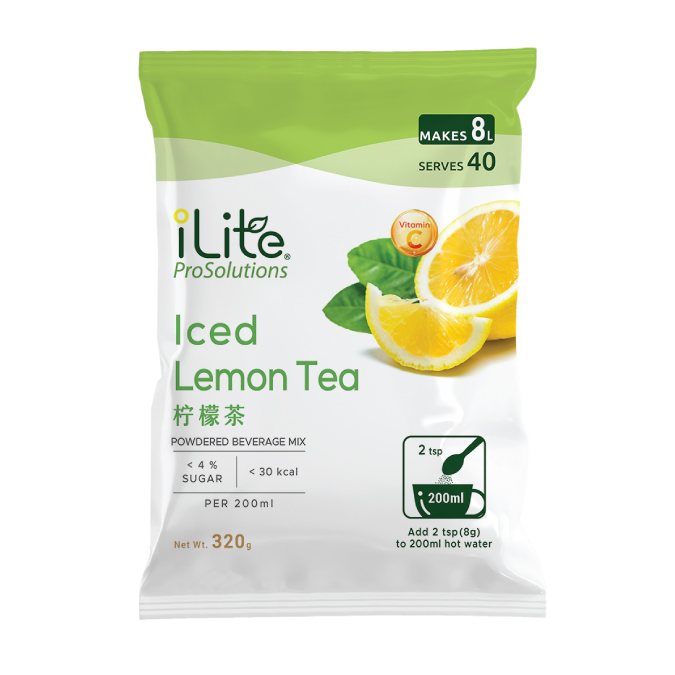 MAKES 8L
SERVES 40
iLite®
ProSolutions
Vitamin
C
Iced
Lemon Tea
柠檬茶
POWDERED BEVERAGE MIX
< 4 %
SUGAR
< 30 kcal
PER 200ml
Net Wt. 320g
2 tsp
200ml
Add 2 tsp (8g)
to 200ml hot water